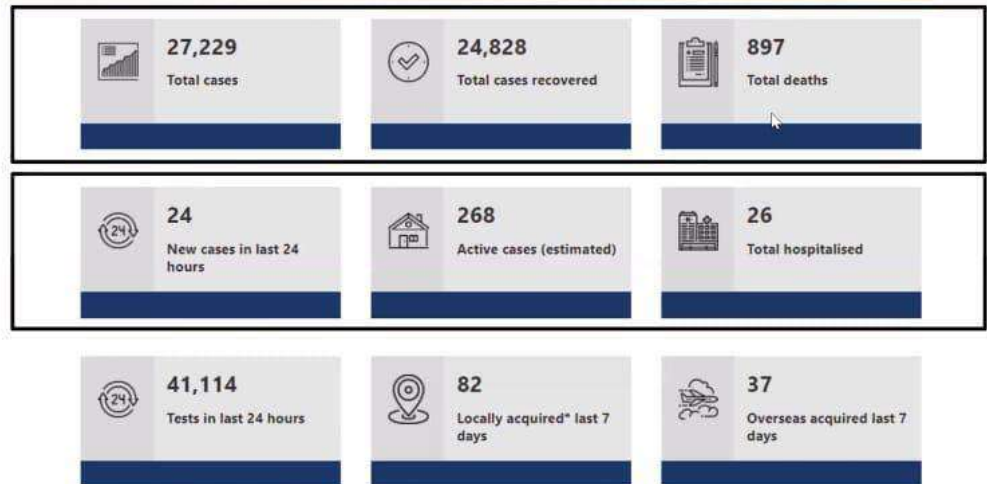 27,229
Total cases
24,828
Total cases recovered
897
Total deaths
24
24
New cases in last 24
hours
268
Active cases (estimated)
26
Total hospitalised
24
41,114
Tests in last 24 hours
82
Locally acquired* last 7
days
37
Overseas acquired last 7
days